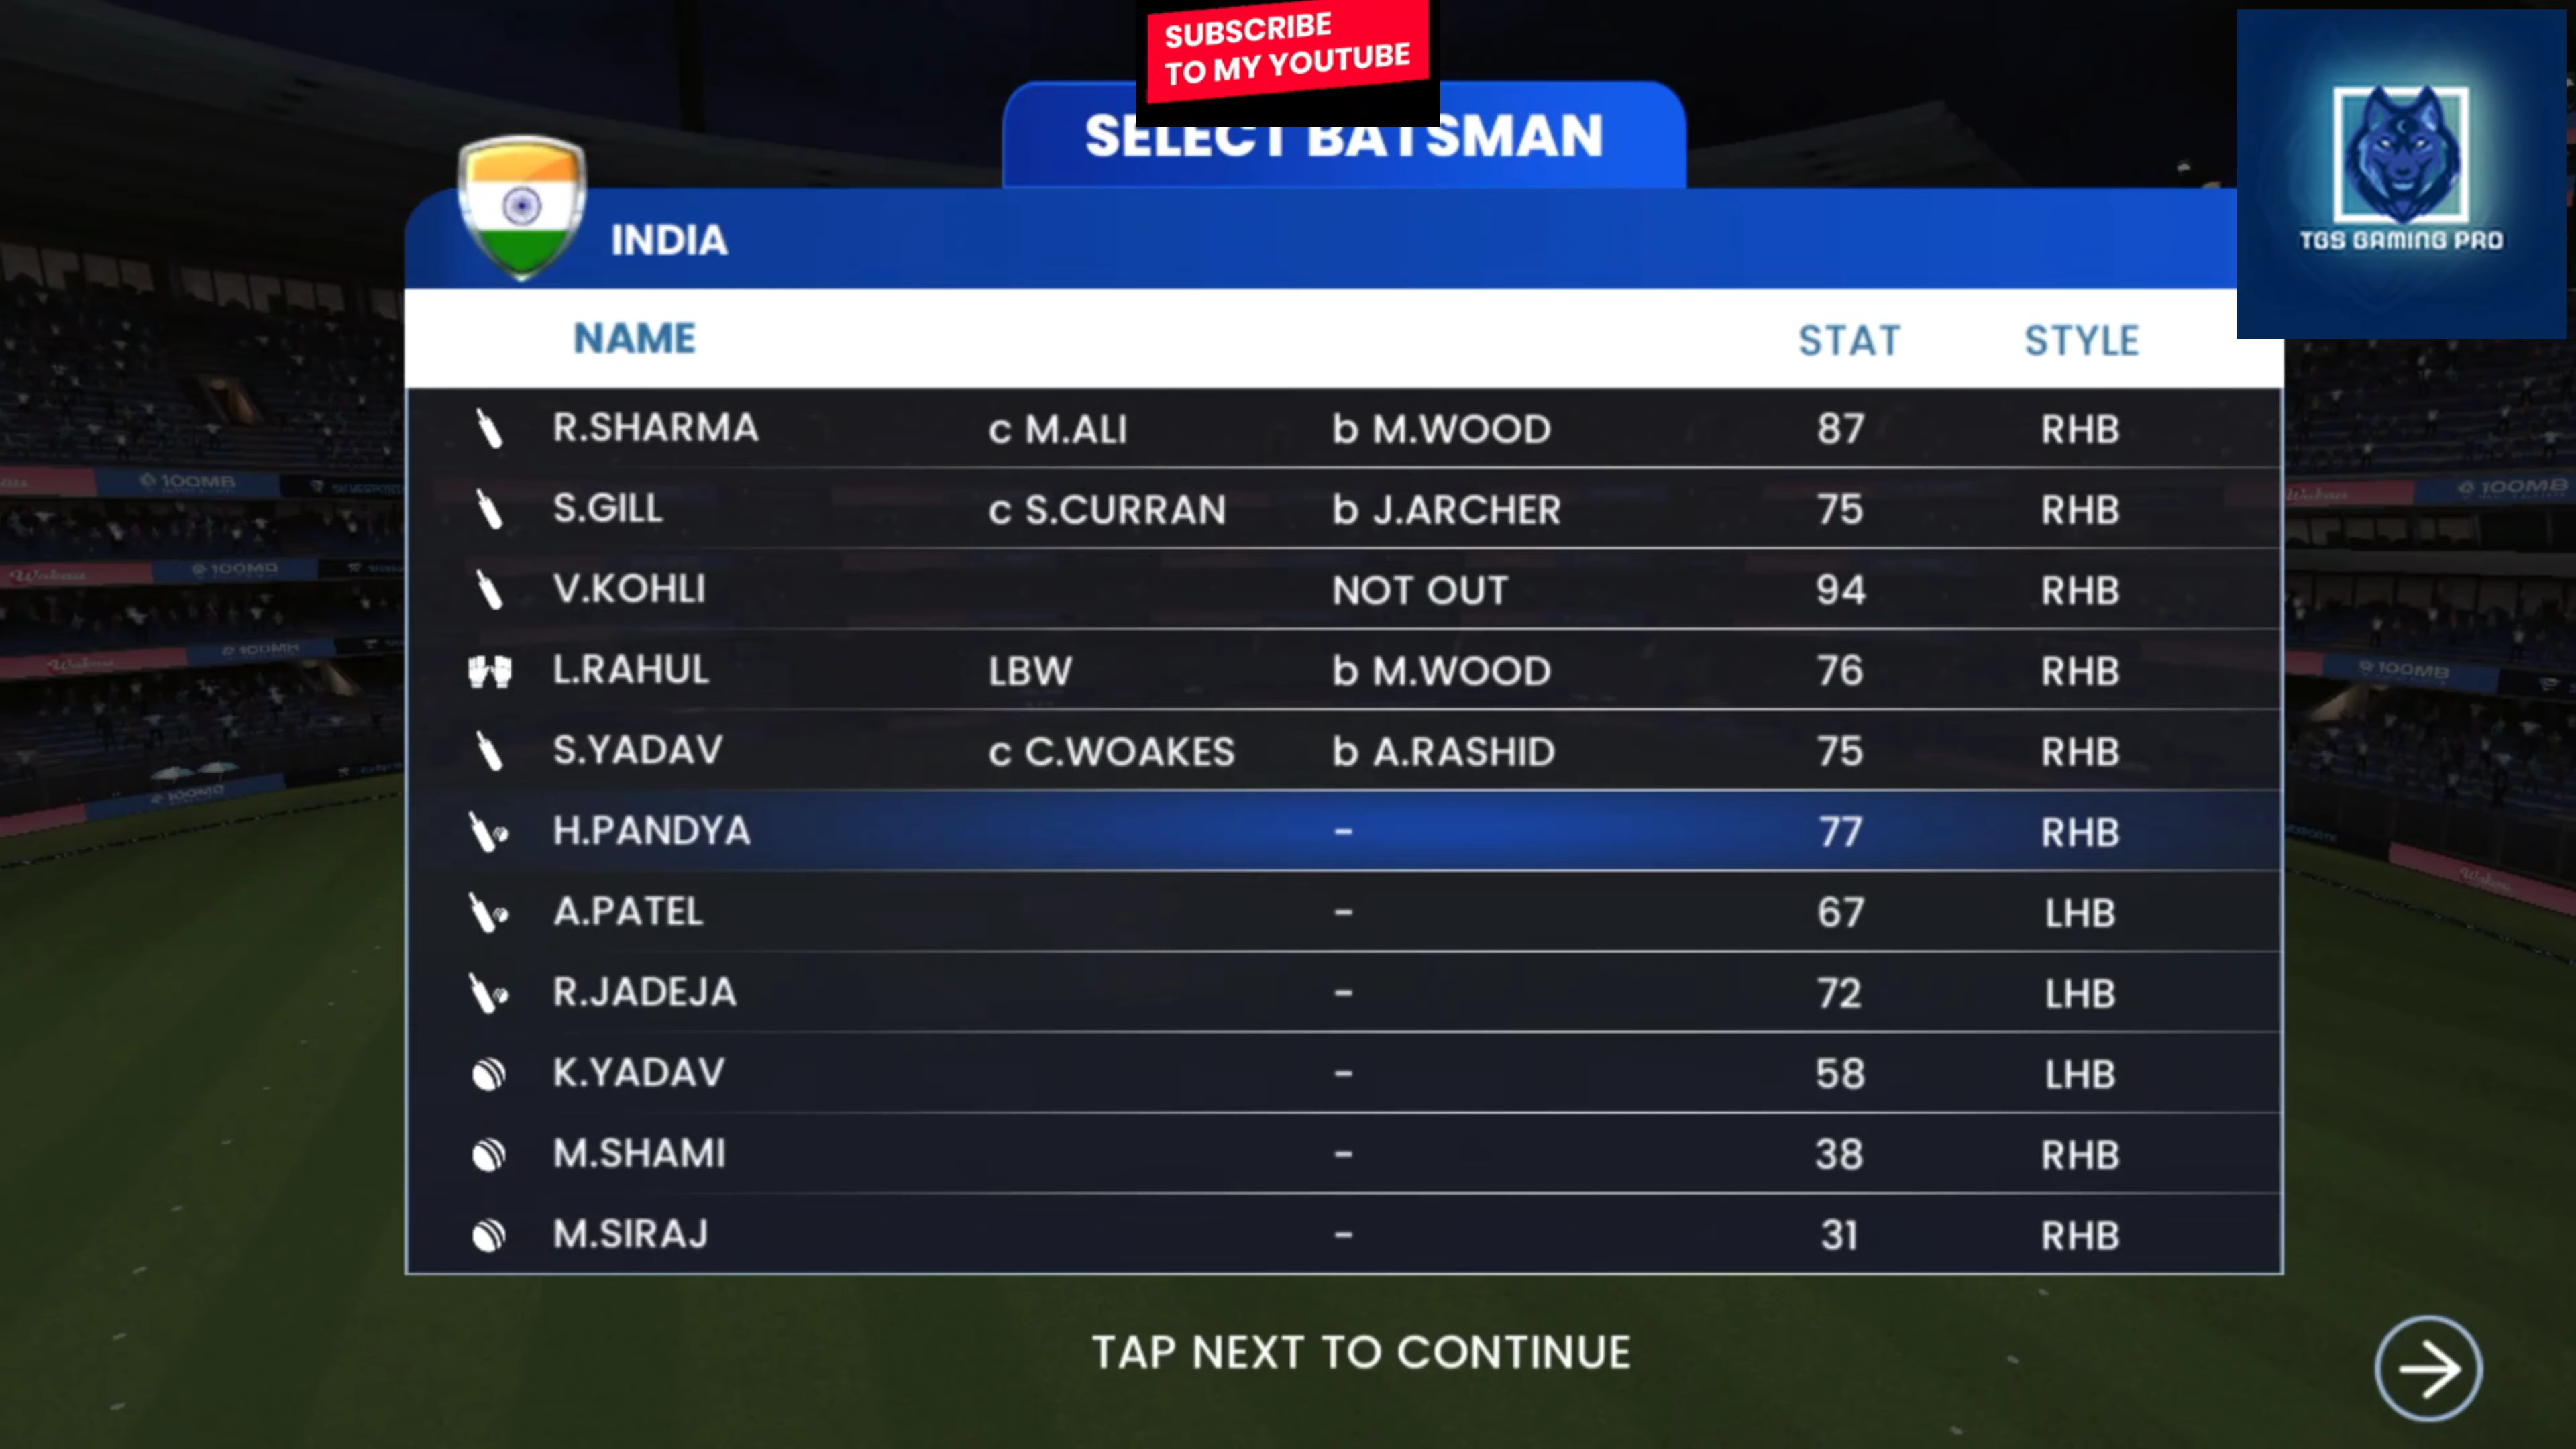 SUBSCRIBE
TO MY YOUTUBE
SELECT BATSMAN
TGS GAMING PRO
INDIA
NAME STAT STYLE
R.SHARMA c M.ALI b M.WOOD 87 RHB
S.GILL c S.CURRAN b J.ARCHER 75 RHB
V.KOHLI NOT OUT 94 RHB
L.RAHUL LBW b M.WOOD 76 RHB
S.YADAV c C.WOAKES b A.RASHID 75 RHB
H.PANDYA - 77 RHB
A.PATEL - 67 LHB
R.JADEJA - 72 LHB
K.YADAV - 58 LHB
M.SHAMI - 38 RHB
M.SIRAJ - 31 RHB
TAP NEXT TO CONTINUE
100MB
100MB
100MB